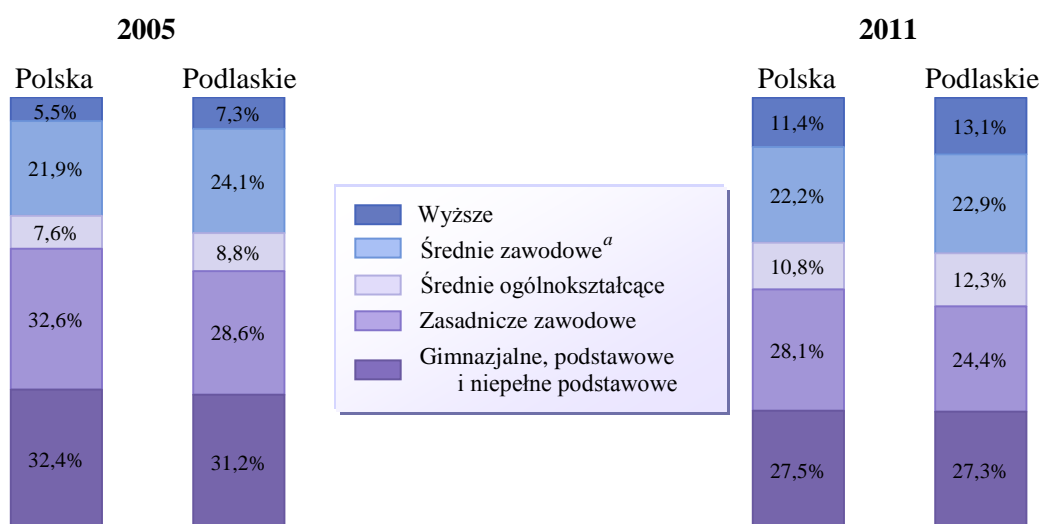 2005
2011
Polska
Podlaskie
Polska
Podlaskie
5,5%
21,9%
7,6%
32,6%
32,4%
7,3%
24,1%
8,8%
28,6%
31,2%
Wyższe
Średnie zawodowe a
Średnie ogólnokształcące
Zasadnicze zawodowe
Gimnazjalne, podstawowe
i niepełne podstawowe
11,4%
22,2%
10,8%
28,1%
27,5%
13,1%
22,9%
12,3%
24,4%
27,3%